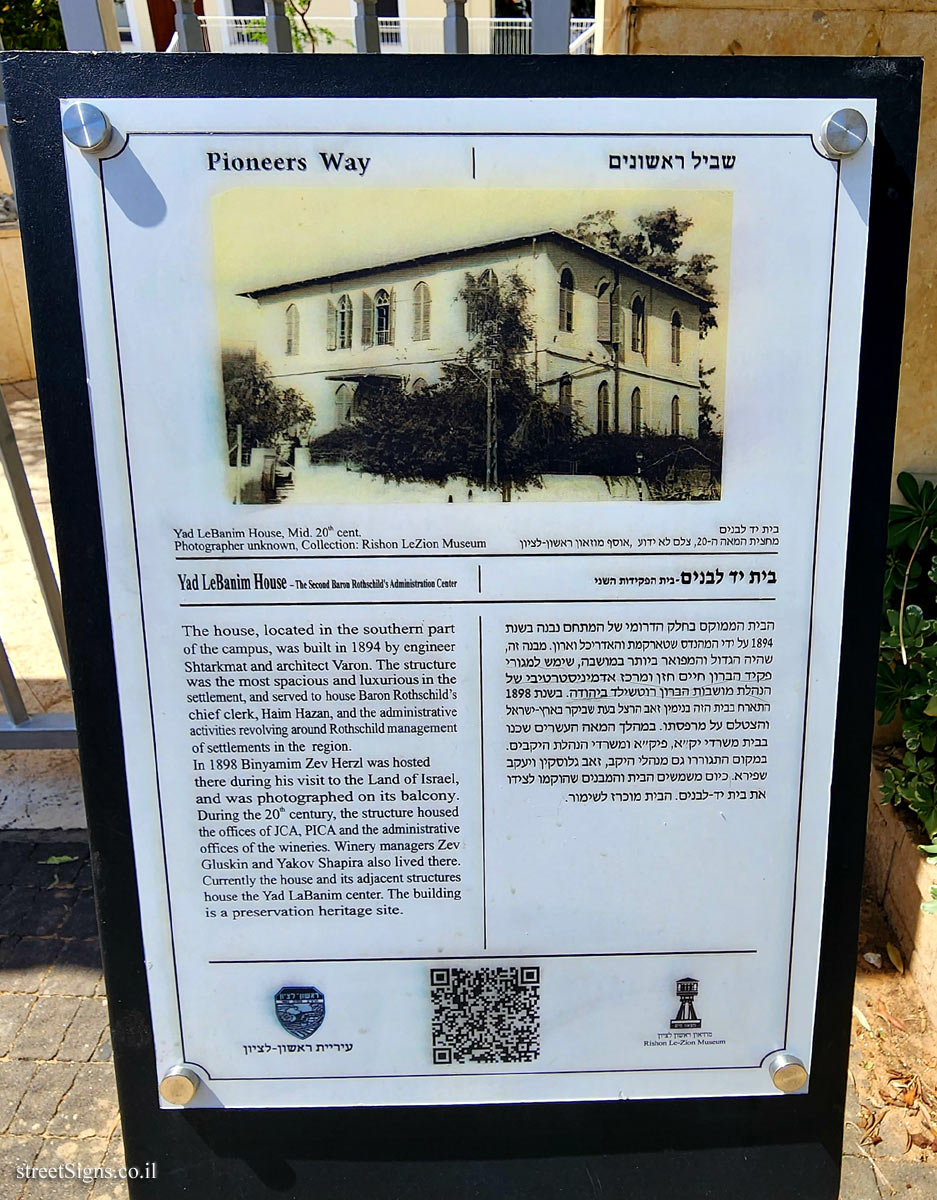 Pioneers Way
שביל ראשונים
Yad LeBanim House, Mid. 20th cent.
Photographer unknown, Collection: Rishon LeZion Museum
בית יד לבנים
מחצית המאה ה-20, צלם לא ידוע, אוסף מוזאון ראשון-לציון
Yad LeBanim House – The Second Baron Rothschild's Administration Center
בית יד לבנים-בית הפקידות השני
The house, located in the southern part
of the campus, was built in 1894 by engineer
Shtarkmat and architect Varon. The structure
was the most spacious and luxurious in the
settlement, and served to house Baron Rothschild's
chief clerk, Haim Hazan, and the administrative
activities revolving around Rothschild management
of settlements in the region.
In 1898 Binyamim Zev Herzl was hosted
there during his visit to the Land of Israel,
and was photographed on its balcony.
During the 20th century, the structure housed
the offices of JCA, PICA and the administrative
offices of the wineries. Winery managers Zev
Gluskin and Yakov Shapira also lived there.
Currently the house and its adjacent structures
house the Yad LaBanim center. The building
is a preservation heritage site.
הבית הממוקם בחלק הדרומי של המתחם נבנה בשנת
1894 על ידי המהנדס שטארקמת והאדריכל וארון. מבנה זה,
שהיה הגדול והמפואר ביותר במושבה, שימש למגורי
פקיד הברון חיים חזן ומרכז אדמיניסטרטיבי של
הנהלת מושבות הברון רוטשילד ביהודה. בשנת 1898
התארח בבית הזה בנימין זאב הרצל בעת שביקר בארץ-ישראל
והצטלם על מרפסתו. במהלך המאה העשרים שכנו
בבית משרדי יק״א, פיק״א ומשרדי הנהלת היקבים.
במקום התגוררו גם מנהלי היקב, זאב גלוסקין ויעקב
שפירא. כיום משמשים הבית והמבנים שהוקמו לצידו
את בית יד-לבנים. הבית מוכרז לשימור.
ראשון-לציון
עיריית ראשון-לציון
מוזיאון ראשון לציון
Rishon Le-Zion Museum
streetSigns.co.il